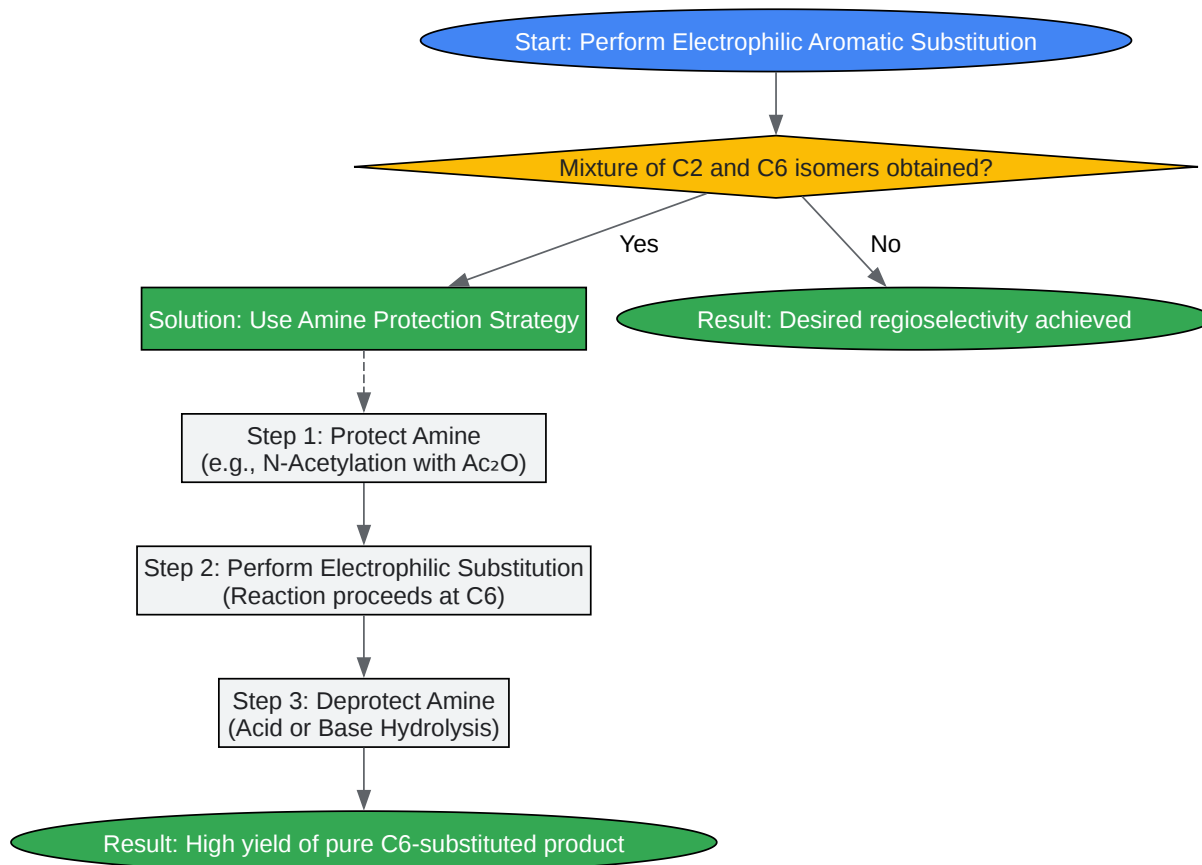 Start: Perform Electrophilic Aromatic Substitution
Mixture of C2 and C6 isomers obtained?
Yes
No
Solution: Use Amine Protection Strategy
Result: Desired regioselectivity achieved
Step 1: Protect Amine
(e.g., N-Acetylation with Ac₂O)
Step 2: Perform Electrophilic Substitution
(Reaction proceeds at C6)
Step 3: Deprotect Amine
(Acid or Base Hydrolysis)
Result: High yield of pure C6-substituted product